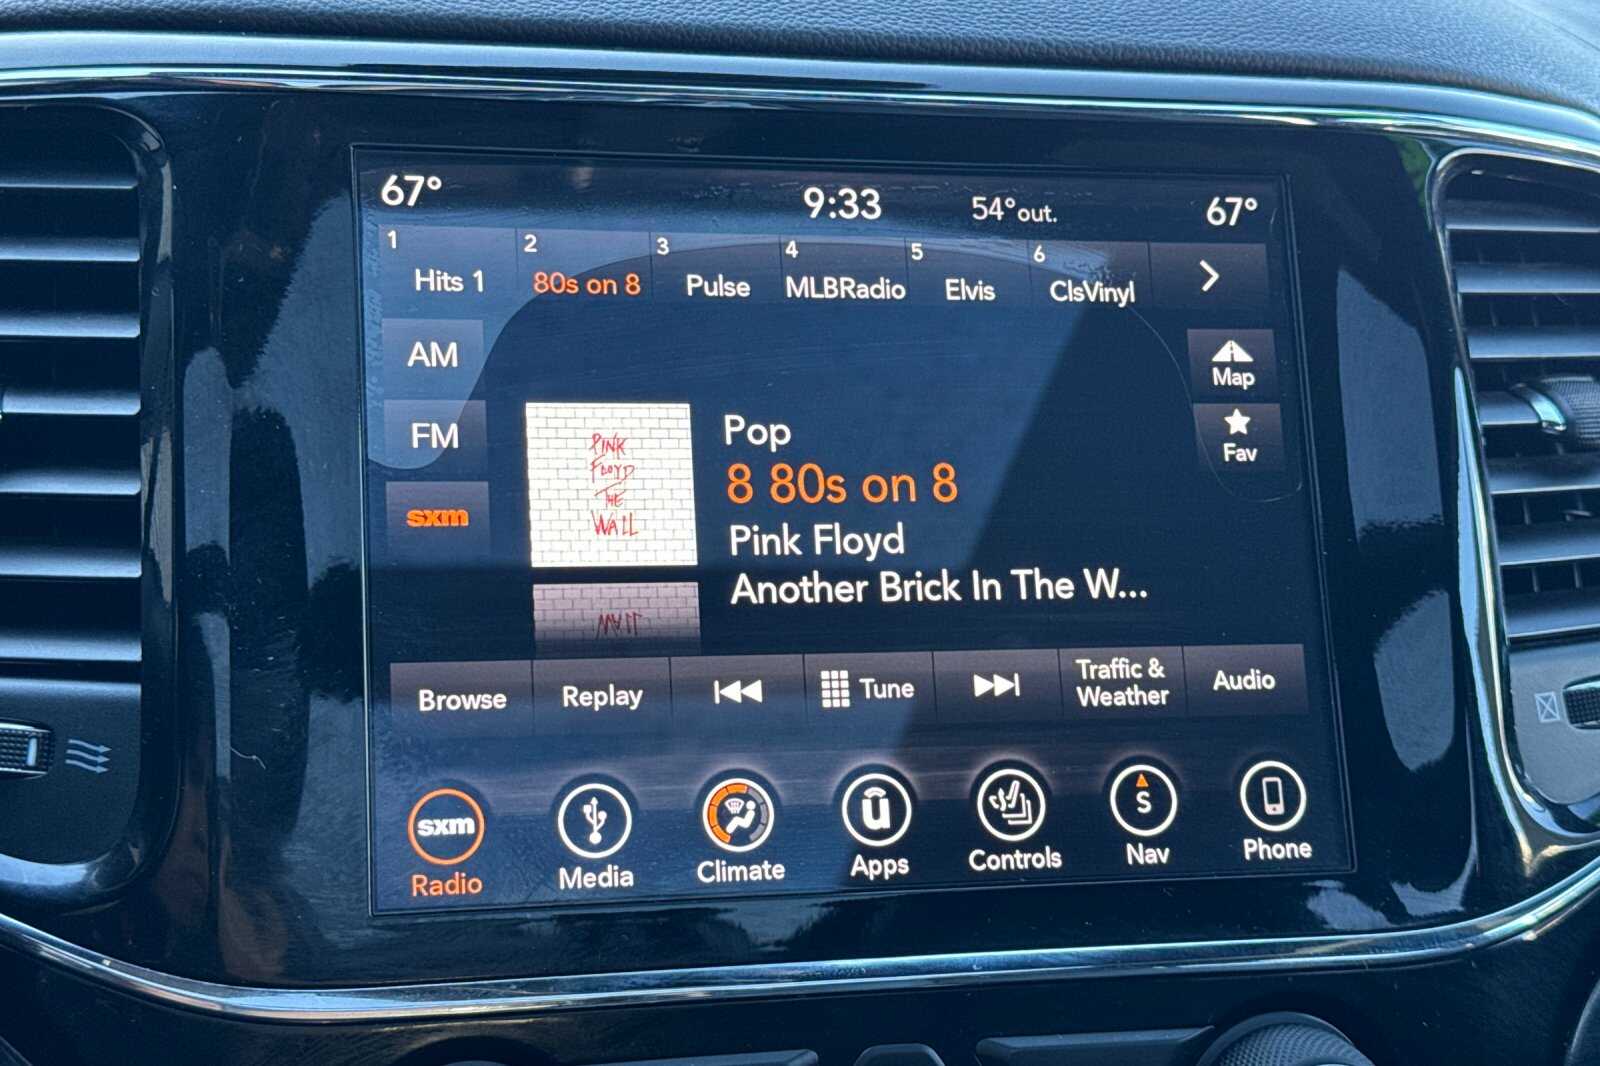 67° 9:33 54° out. 67°
1 2 3 4 5 6
Hits 1 80s on 8 Pulse MLBRadio Elvis ClsVinyl
AM
Map
FM
Fav
sxm
PINK
FLOYD
THE
WALL
Pop
8 80s on 8
Pink Floyd
Another Brick In The W...
WALL
Browse Replay Tune Traffic & Weather Audio
sxm S
Radio Media Climate Apps Controls Nav Phone